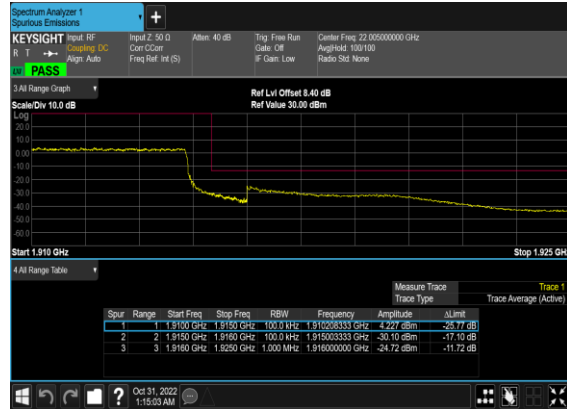 Spectrum Analyzer 1
Spurious Emissions
+
KEYSIGHT Input: RF Input Z: 50 Ω Atten: 40 dB Trig: Free Run Center Freq: 22.005000000 GHz
R T Coupling: DC Corr CCorr Gate: Off Avg|Hold: 100/100
Align: Auto Freq Ref: Int (S) IF Gain: Low Radio Std: None
LW PASS
3 All Range Graph
Ref Lvl Offset 8.40 dB
Scale/Div 10.0 dB Ref Value 30.00 dBm
Log
20.0
10.0
0.00
-10.0
-20.0
-30.0
-40.0
-50.0
-60.0
Start 1.910 GHz Stop 1.925 GH
4 All Range Table
Measure Trace Trace 1
Trace Type Trace Average (Active)
Spur Range Start Freq Stop Freq RBW Frequency Amplitude ΔLimit
1 1 1.9100 GHz 1.9150 GHz 100.0 kHz 1.910208333 GHz 4.227 dBm -25.77 dB
2 2 1.9150 GHz 1.9160 GHz 100.0 kHz 1.915003333 GHz -30.10 dBm -17.10 dB
3 3 1.9160 GHz 1.9250 GHz 1.000 MHz 1.916000000 GHz -24.72 dBm -11.72 dB
? Oct 31, 2022
1:15:03 AM